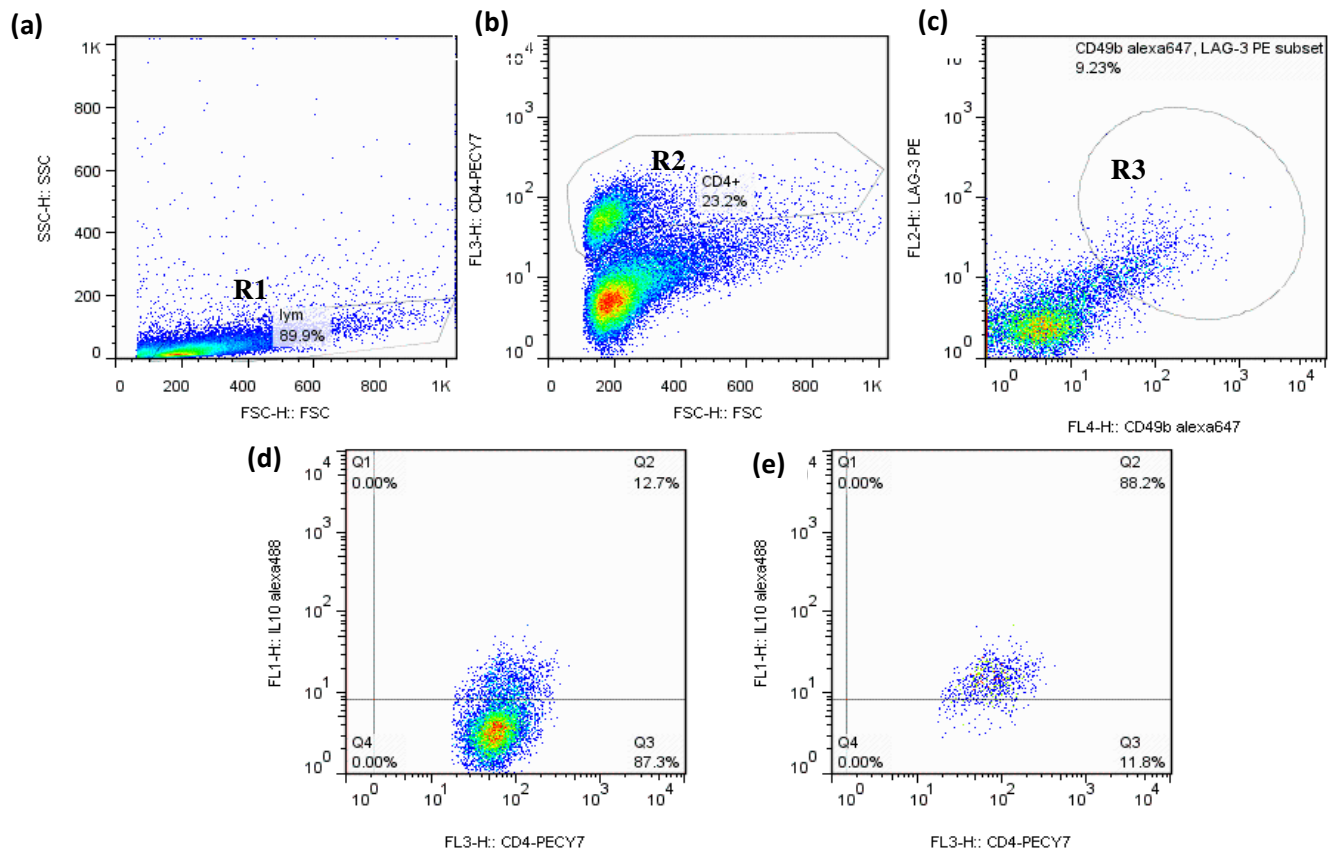 (a)
1K
800
600
400
200
0
SSC-H:: SSC
R1
lym
89.9%
0 200 400 600 800 1K
FSC-H:: FSC
(b)
10^4
10^3
10^2
10^1
10^0
FL3-H:: CD4-PECY7
R2
CD4+
23.2%
0 200 400 600 800 1K
FSC-H:: FSC
(c)
CD49b alexa647, LAG-3 PE subset
9.23%
10^3
10^2
10^1
10^0
FL2-H:: LAG-3 PE
R3
10^0 10^1 10^2 10^3 10^4
FL4-H:: CD49b alexa647
(d)
Q1
0.00%
Q2
12.7%
10^4
10^3
10^2
10^1
10^0
FL1-H:: IL10 alexa488
Q4
0.00%
Q3
87.3%
10^0 10^1 10^2 10^3 10^4
FL3-H:: CD4-PECY7
(e)
Q1
0.00%
Q2
88.2%
4
10^3
10^2
10^1
10^0
FL1-H:: IL10 alexa488
Q4
0.00%
Q3
11.8%
10^0 10^1 10^2 10^3 10^4
FL3-H:: CD4-PECY7